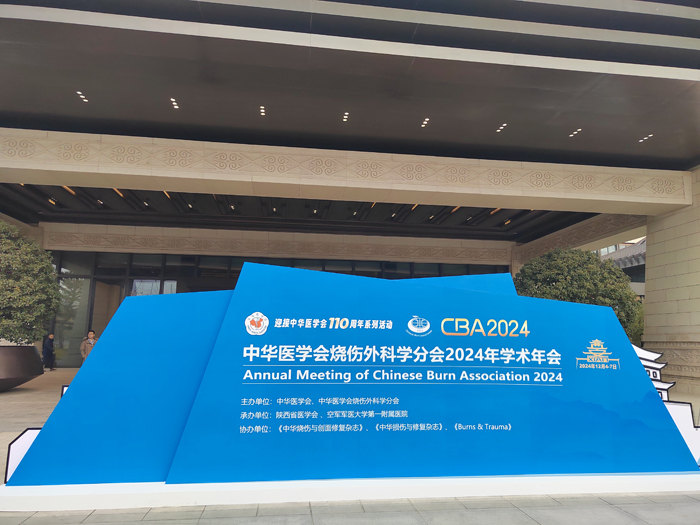 迎接中华医学会110周年系列活动
CBA2024
中华医学会烧伤外科学分会2024年学术年会
Annual Meeting of Chinese Burn Association 2024
2024年12月4-7日
主办单位：中华医学会、中华医学会烧伤外科学分会
承办单位：陕西省医学会 、空军军医大学第一附属医院
协办单位：《中华烧伤与创面修复杂志》、《中华损伤与修复杂志》、《Burns & Trauma》